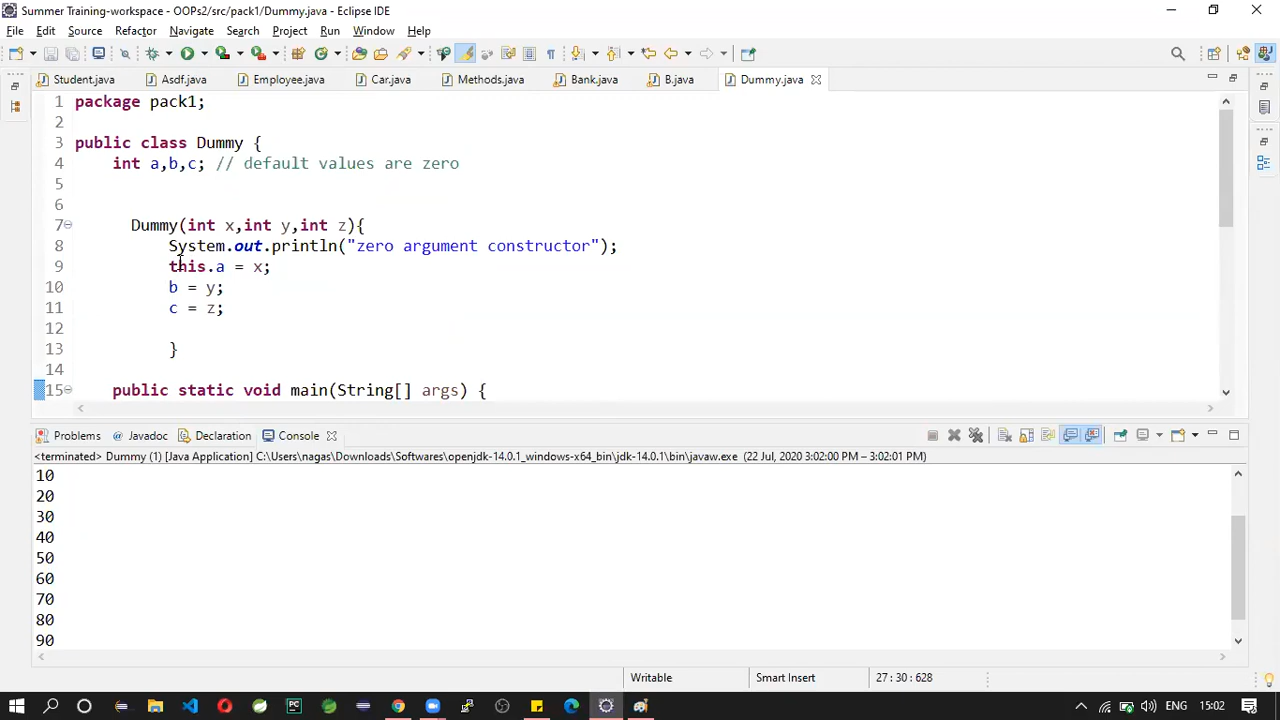 Summer Training-workspace - OOPs2/src/pack1/Dummy.java - Eclipse IDE
File Edit Source Refactor Navigate Search Project Run Window Help
Student.java Asdf.java Employee.java Car.java Methods.java Bank.java B.java Dummy.java
1 package pack1;
2
3 public class Dummy {
4 int a,b,c; // default values are zero
5
6
7 Dummy(int x,int y,int z){
8 System.out.println("zero argument constructor");
9 this.a = x;
10 b = y;
11 c = z;
12
13 }
14
15 public static void main(String[] args) {
Problems @ Javadoc Declaration Console
<terminated> Dummy (1) [Java Application] C:\Users\nagas\Downloads\Softwares\openjdk-14.0.1_windows-x64_bin\jdk-14.0.1\bin\javaw.exe (22 Jul, 2020 3:02:00 PM – 3:02:01 PM)
10
20
30
40
50
60
70
80
90
Writable Smart Insert 27 : 30 : 628
ENG 15:02